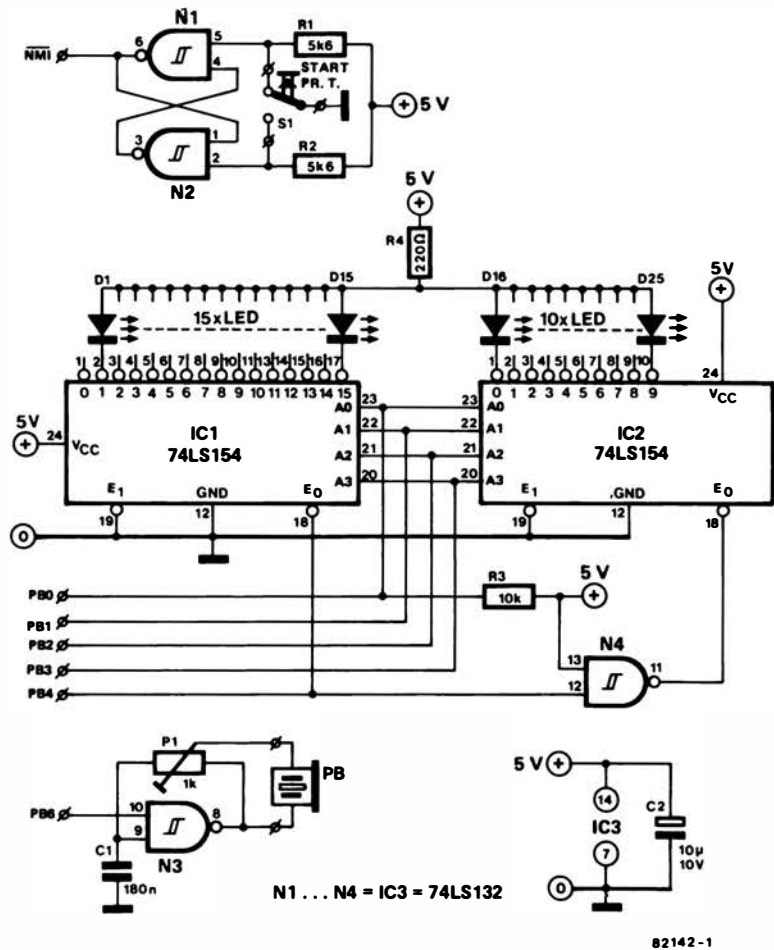 N1
6
5
4
R1
5k6
NMI
START
PR. T.
5 V
S1
3
1
2
R2
5k6
N2
5 V
R4
220Ω
D1
D15
D16
D25
5V
15xLED
10xLED
1 2 3 4 5 6 7 8 9 10 11 13 14 15 16 17
0 1 2 3 4 5 6 7 8 9 10 11 12 13 14 15
1 2 3 4 5 6 7 8 9 10
0 1 2 3 4 5 6 7 8 9
24
VCC
5V
24
VCC
IC1
74LS154
A0 23
A1 22
A2 21
A3 20
23 A0
22 A1
21 A2
20 A3
IC2
74LS154
E1
GND
E0
E1
GND
E0
19
12
18
19
12
18
0
PB0
PB1
PB2
PB3
PB4
R3
10k
5 V
N4
13
12
11
P1
1k
PB
PB6
10
9
8
C1
180n
N3
5 V
14
IC3
7
C2
10µ
10V
0
N1 . . . N4 = IC3 = 74LS132
82142-1